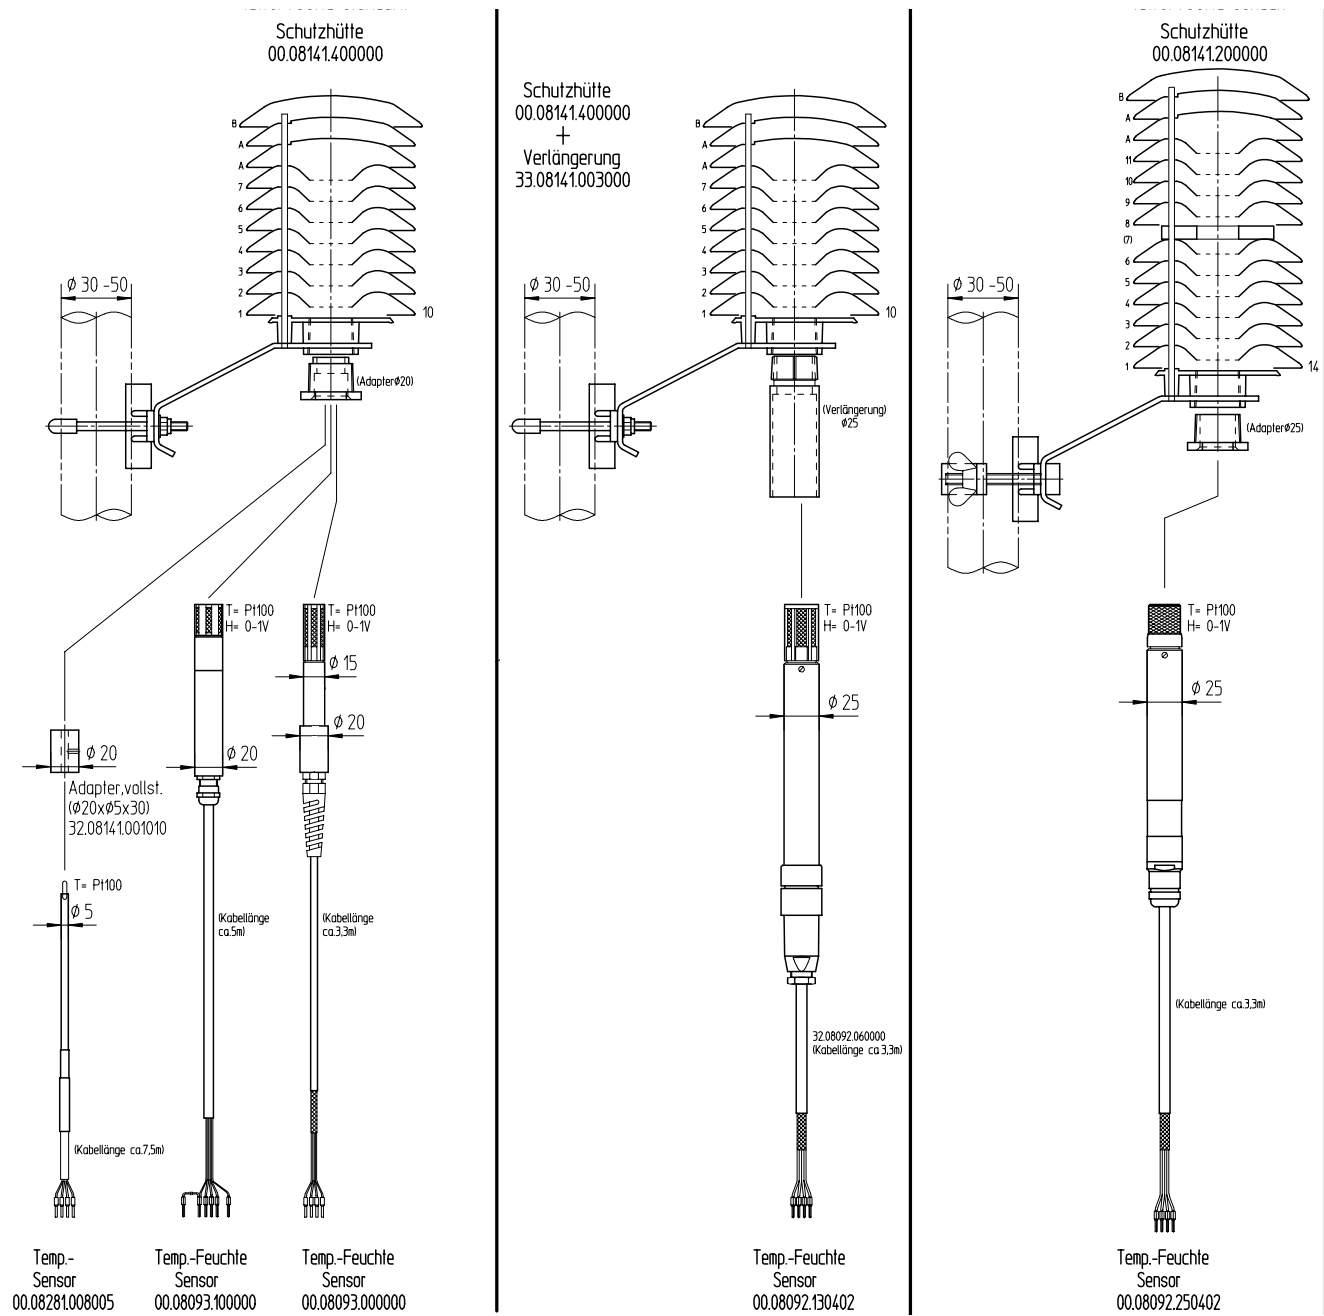 Schutzhütte
00.08141.400000
B
A
A
7
6
5
4
3
2
1
10
ϕ 30 -50
(Adapterϕ20)
T= Pt100
H= 0-1V
T= Pt100
H= 0-1V
ϕ 15
ϕ 20
ϕ 20
ϕ 20
Adapter,vollst.
(ϕ20xϕ5x30)
32.08141.001010
T= Pt100
ϕ 5
(Kabellänge
ca.5m)
(Kabellänge
ca.3,3m)
(Kabellänge ca.7,5m)
Temp.-
Sensor
00.08281.008005
Temp.-Feuchte
Sensor
00.08093.100000
Temp.-Feuchte
Sensor
00.08093.000000
Schutzhütte
00.08141.400000
+
Verlängerung
33.08141.003000
B
A
A
7
6
5
4
3
2
1
10
ϕ 30 -50
(Verlängerung)
ϕ25
T= Pt100
H= 0-1V
ϕ 25
32.08092.060000
(Kabellänge ca 3,3m)
Temp.-Feuchte
Sensor
00.08092.130402
Schutzhütte
00.08141.200000
B
A
A
11
10
9
8
(7)
6
5
4
3
2
1
14
ϕ 30 -50
(Adapterϕ25)
T= Pt100
H= 0-1V
ϕ 25
(Kabellänge ca.3,3m)
Temp.-Feuchte
Sensor
00.08092.250402